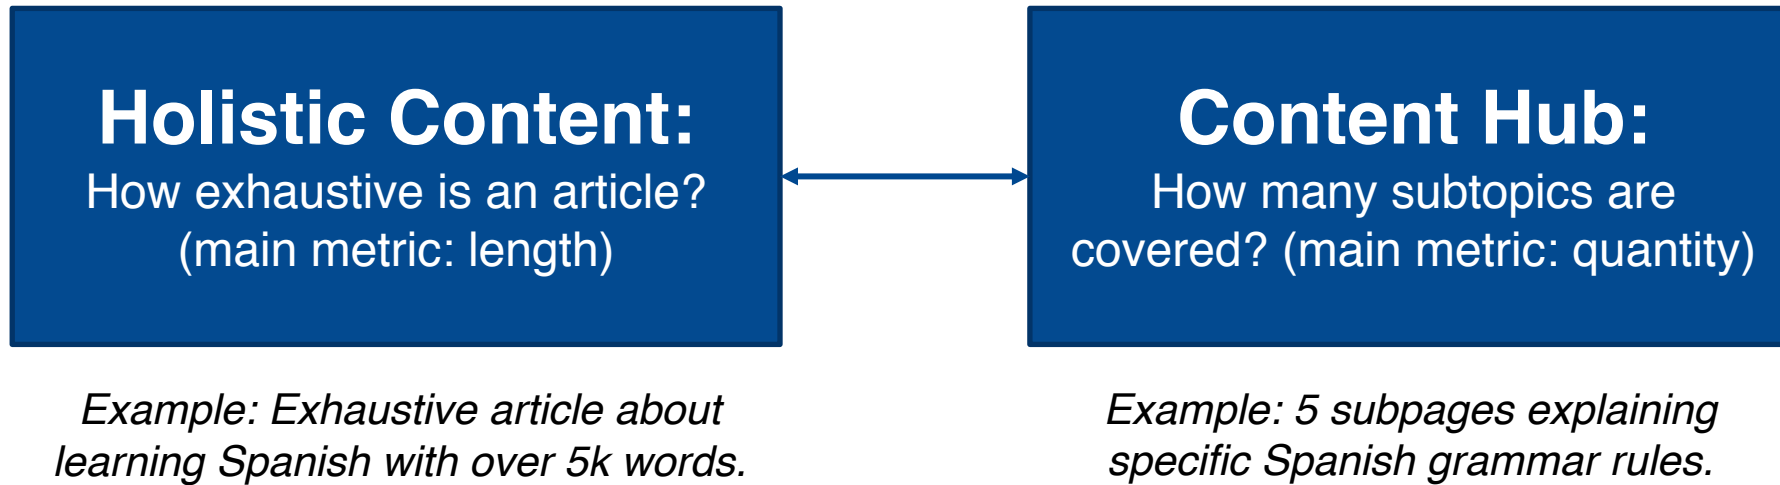 Holistic Content:
How exhaustive is an article?
(main metric: length)
Content Hub:
How many subtopics are
covered? (main metric: quantity)
Example: Exhaustive article about
learning Spanish with over 5k words.
Example: 5 subpages explaining
specific Spanish grammar rules.